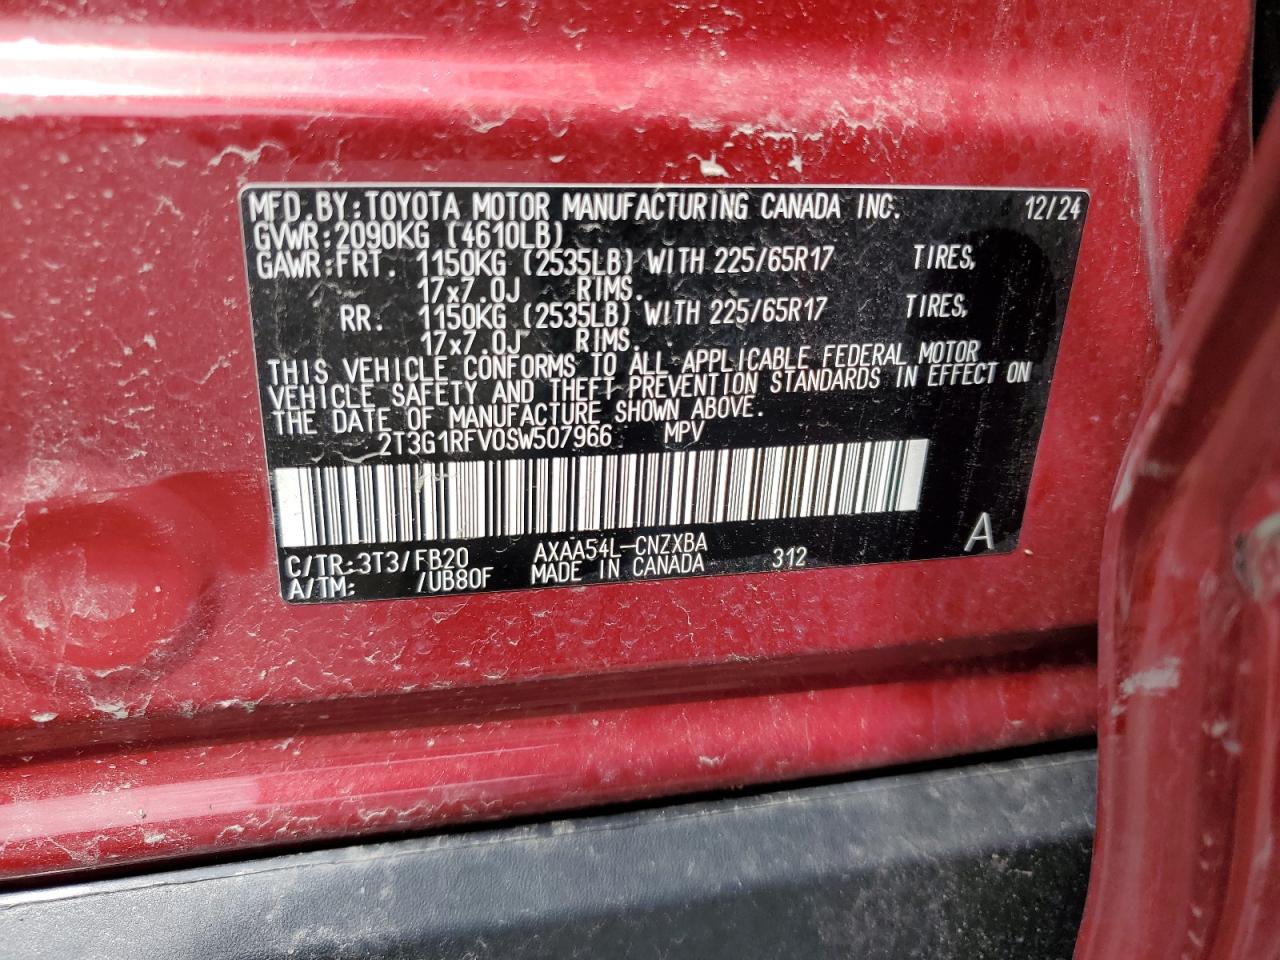 MFD.BY:TOYOTA MOTOR MANUFACTURING CANADA INC. 12/24
GVWR:2090KG (4610LB)
GAWR:FRT. 1150KG (2535LB) WITH 225/65R17 TIRES,
17x7.0J RIMS.
RR. 1150KG (2535LB) WITH 225/65R17 TIRES,
17x7.0J RIMS.
THIS VEHICLE CONFORMS TO ALL APPLICABLE FEDERAL MOTOR
VEHICLE SAFETY AND THEFT PREVENTION STANDARDS IN EFFECT ON
THE DATE OF MANUFACTURE SHOWN ABOVE.
2T3G1RFV0SW507966 MPV
C/TR:3T3/FB20 AXAA54L-CNZXBA
A/TM: /UB80F MADE IN CANADA 312 A